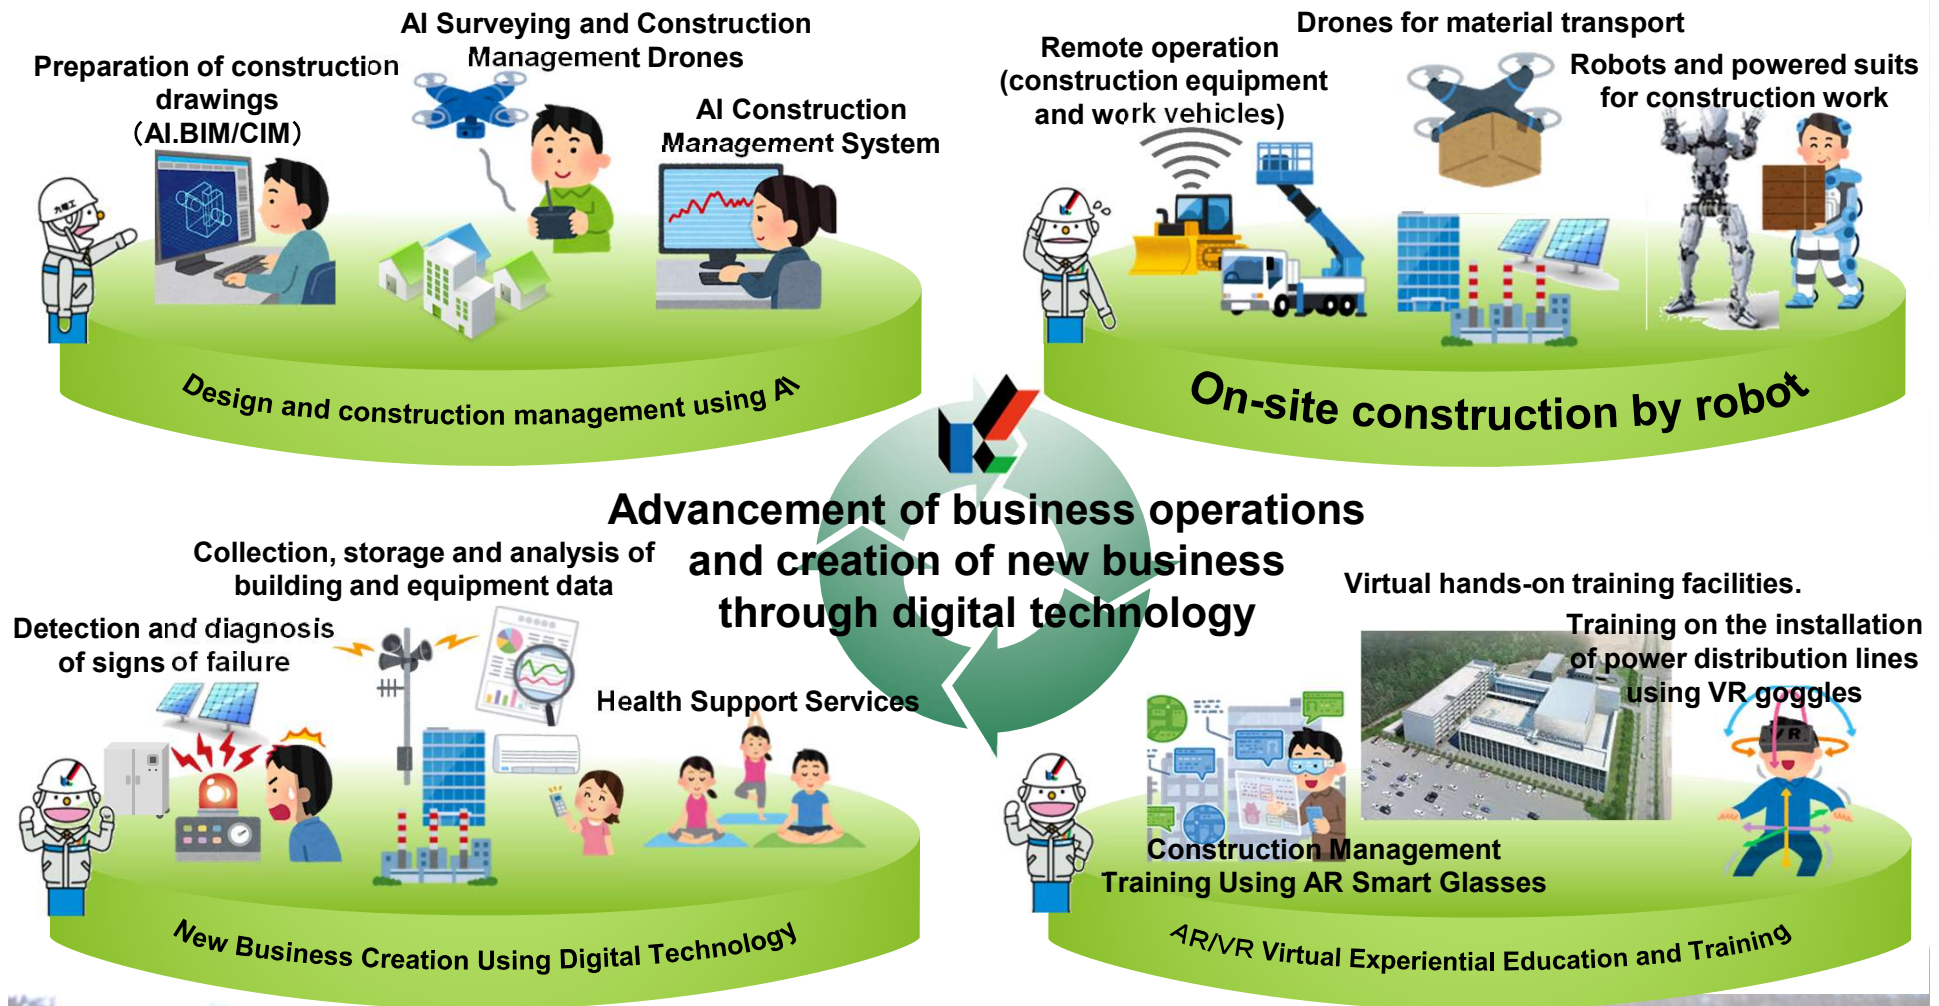 AI Surveying and Construction
Management Drones
Preparation of construction
drawings
（AI.BIM/CIM）
AI Construction
Management System
Design and construction management using AI
Drones for material transport
Remote operation
(construction equipment
and work vehicles)
Robots and powered suits
for construction work
On-site construction by robot
Advancement of business operations
and creation of new business
through digital technology
Collection, storage and analysis of
building and equipment data
Detection and diagnosis
of signs of failure
Health Support Services
New Business Creation Using Digital Technology
Virtual hands-on training facilities.
Training on the installation
of power distribution lines
using VR goggles
VR
Construction Management
Training Using AR Smart Glasses
AR/VR Virtual Experiential Education and Training